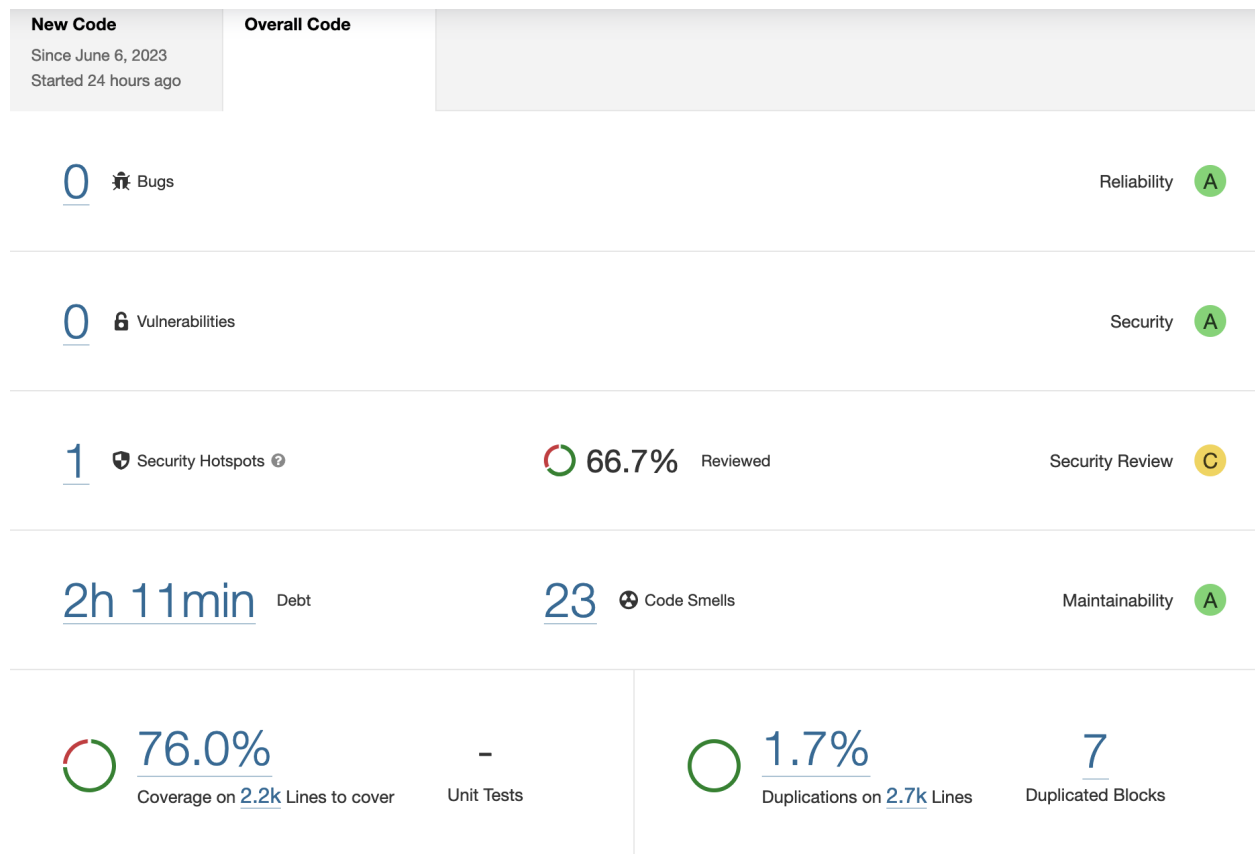 New Code
Since June 6, 2023
Started 24 hours ago
Overall Code
0 Bugs
Reliability A
0 Vulnerabilities
Security A
1 Security Hotspots ?
66.7% Reviewed
Security Review C
2h 11min Debt
23 Code Smells
Maintainability A
76.0%
Coverage on 2.2k Lines to cover
-
Unit Tests
1.7%
Duplications on 2.7k Lines
7
Duplicated Blocks